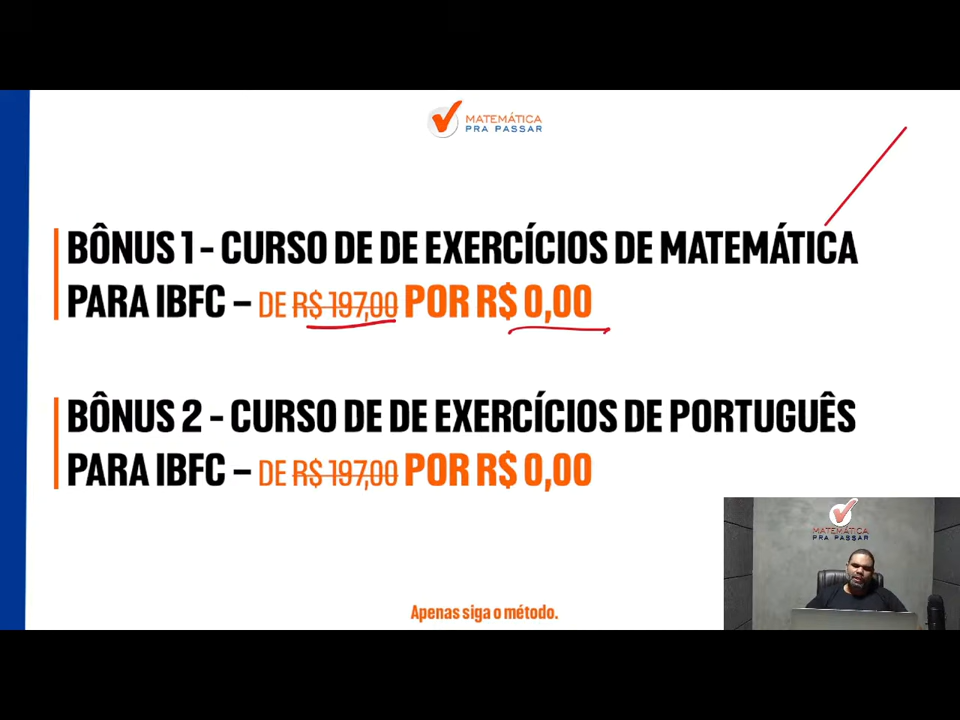 MATEMÁTICA
PRA PASSAR
BÔNUS 1 - CURSO DE DE EXERCÍCIOS DE MATEMÁTICA
PARA IBFC – DE R$ 197,00 POR R$ 0,00
BÔNUS 2 - CURSO DE DE EXERCÍCIOS DE PORTUGUÊS
PARA IBFC – DE R$ 197,00 POR R$ 0,00
MATEMÁTICA
PRA PASSAR
Apenas siga o método.